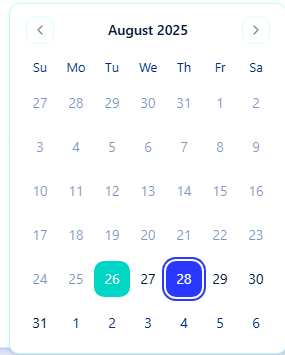 August 2025
Su Mo Tu We Th Fr Sa
27 28 29 30 31 1 2
3 4 5 6 7 8 9
10 11 12 13 14 15 16
17 18 19 20 21 22 23
24 25 26 27 28 29 30
31 1 2 3 4 5 6